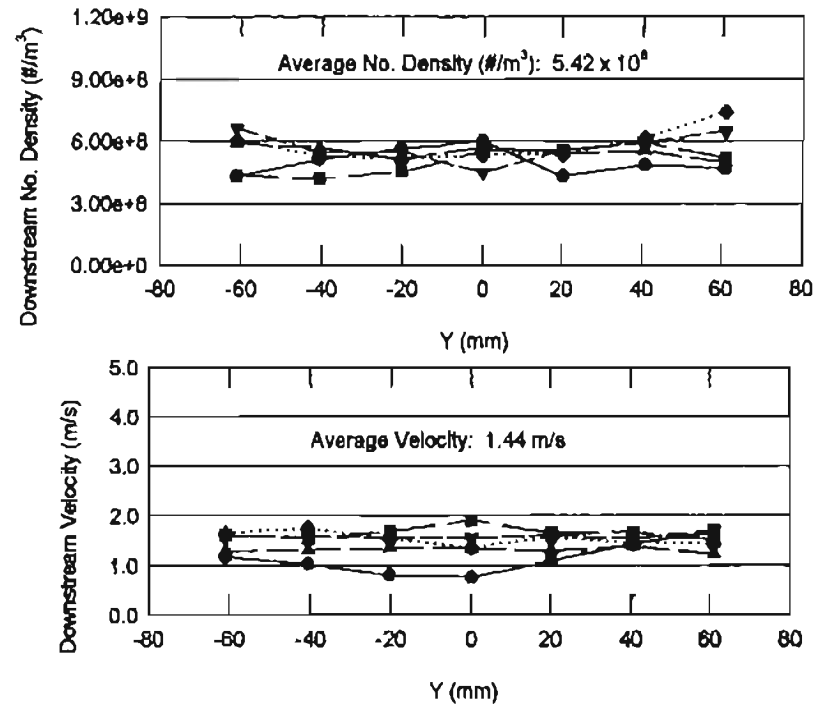 Downstream No. Density (#/m³)
1.20e+9
Average No. Density (#/m³): 5.42 x 10⁸
9.00e+8
6.00e+8
3.00e+8
0.00e+0
-80 -60 -40 -20 0 20 40 60 80
Y (mm)
Downstream Velocity (m/s)
5.0
4.0
Average Velocity: 1.44 m/s
3.0
2.0
1.0
0.0
-80 -60 -40 -20 0 20 40 60 80
Y (mm)